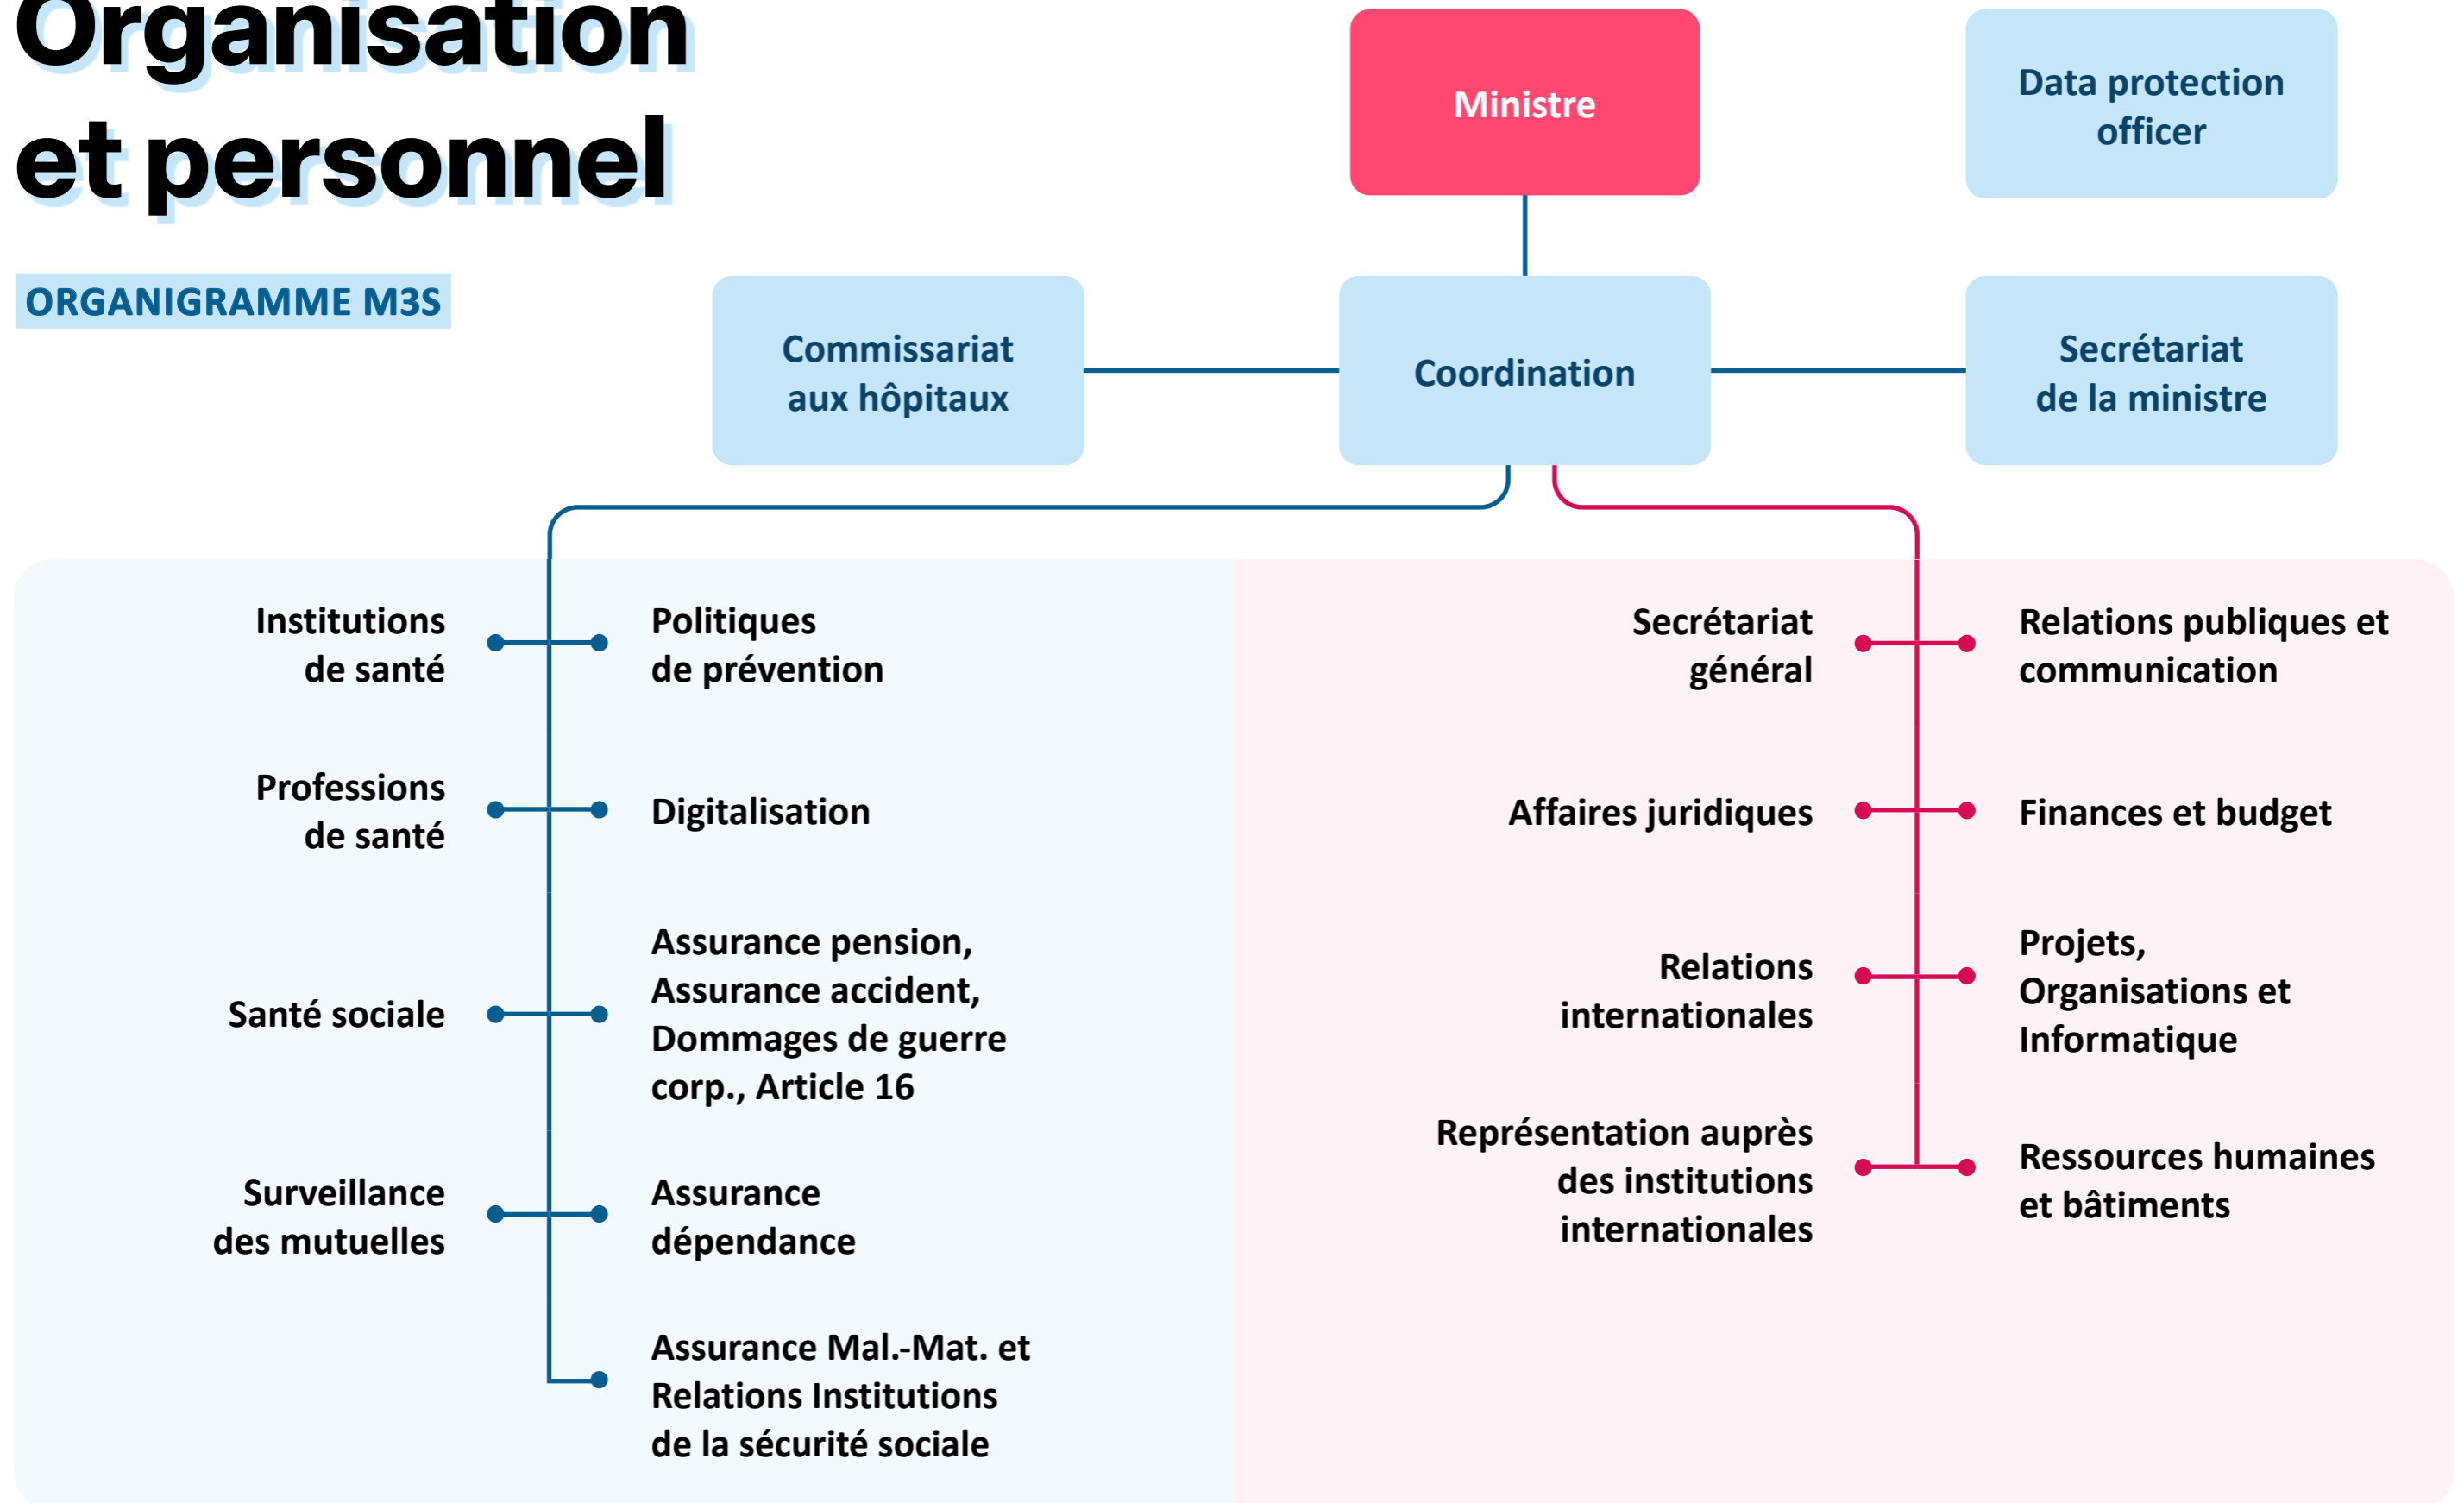 Organisation
et personnel
ORGANIGRAMME M3S
Ministre
Data protection
officer
Commissariat
aux hôpitaux
Coordination
Secrétariat
de la ministre
Institutions
de santé
Politiques
de prévention
Professions
de santé
Digitalisation
Santé sociale
Assurance pension,
Assurance accident,
Dommages de guerre
corp., Article 16
Surveillance
des mutuelles
Assurance
dépendance
Assurance Mal.-Mat. et
Relations Institutions
de la sécurité sociale
Secrétariat
général
Relations publiques et
communication
Affaires juridiques
Finances et budget
Relations
internationales
Projets,
Organisations et
Informatique
Représentation auprès
des institutions
internationales
Ressources humaines
et bâtiments